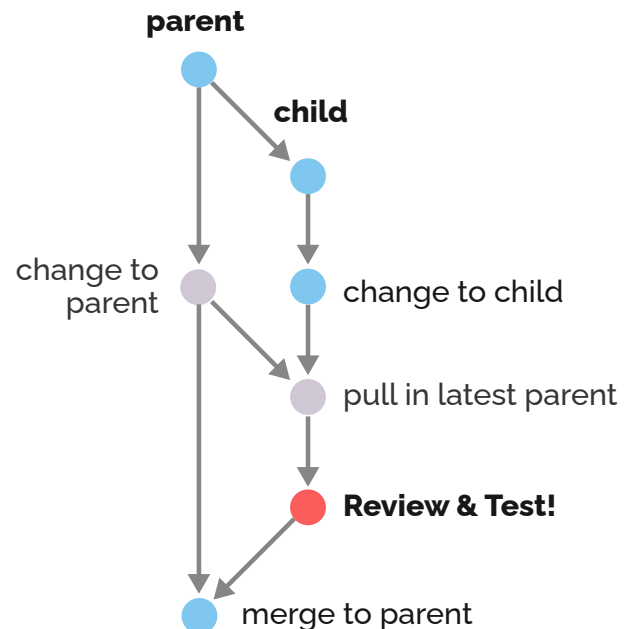 parent
child
change to
parent
change to child
pull in latest parent
Review & Test!
merge to parent